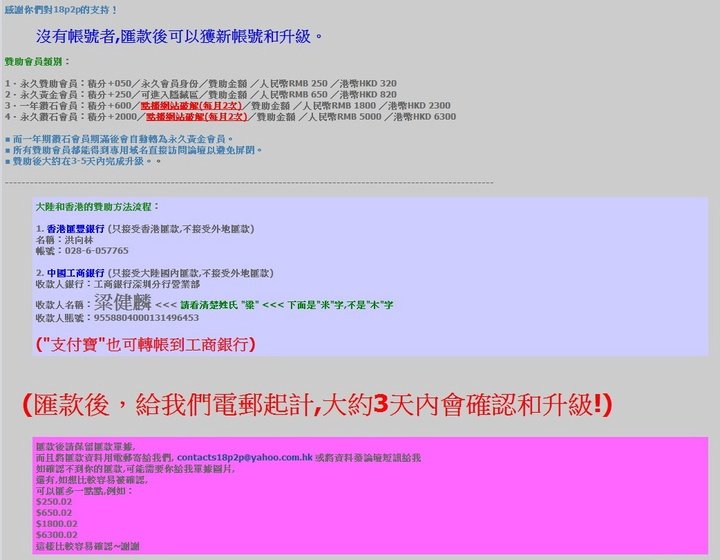 感謝你們對18p2p的支持！
沒有帳號者,匯款後可以獲新帳號和升級。
贊助會員類別：
1﹒永久贊助會員：積分+050／永久會員身份／贊助金額 ／人民幣RMB 250 ／港幣HKD 320
2﹒永久黃金會員：積分+250／可進入隱藏區／贊助金額 ／人民幣RMB 650 ／港幣HKD 820
3﹒一年鑽石會員：積分+600／點播網站破解(每月2次)／贊助金額 ／人民幣RMB 1800 ／港幣HKD 2300
4﹒永久鑽石會員：積分+2000／點播網站破解(每月2次)／贊助金額 ／人民幣RMB 5000 ／港幣HKD 6300
■ 而一年期鑽石會員期滿後會自動轉為永久黃金會員。
■ 所有贊助會員都能得到專用域名直接訪問論壇以避免屏閉。
■ 贊助後大約在3-5天內完成升級。。
大陸和香港的贊助方法流程：
1. 香港匯豐銀行 (只接受香港匯款,不接受外地匯款)
名稱：洪向林
帳號：028-6-057765
2. 中國工商銀行 (只接受大陸國內匯款,不接受外地匯款)
收款人銀行：工商銀行深圳分行營業部
收款人名稱：粱健麟 <<< 請看清楚姓氏 "粱" <<< 下面是"米"字,不是"木"字
收款人賬號：9558804000131496453
("支付寶"也可轉帳到工商銀行)
(匯款後，給我們電郵起計,大約3天內會確認和升級!)
匯款後請保留匯款單據,
而且將匯款資料用電郵寄給我們, contacts18p2p@yahoo.com.hk 或將資料發論壇短訊給我
如確認不到你的匯款,可能需要你給我單據圖片,
還有,如想比較容易被確認,
可以匯多一點點,例如：
$250.02
$650.02
$1800.02
$6300.02
這樣比較容易確認~謝謝